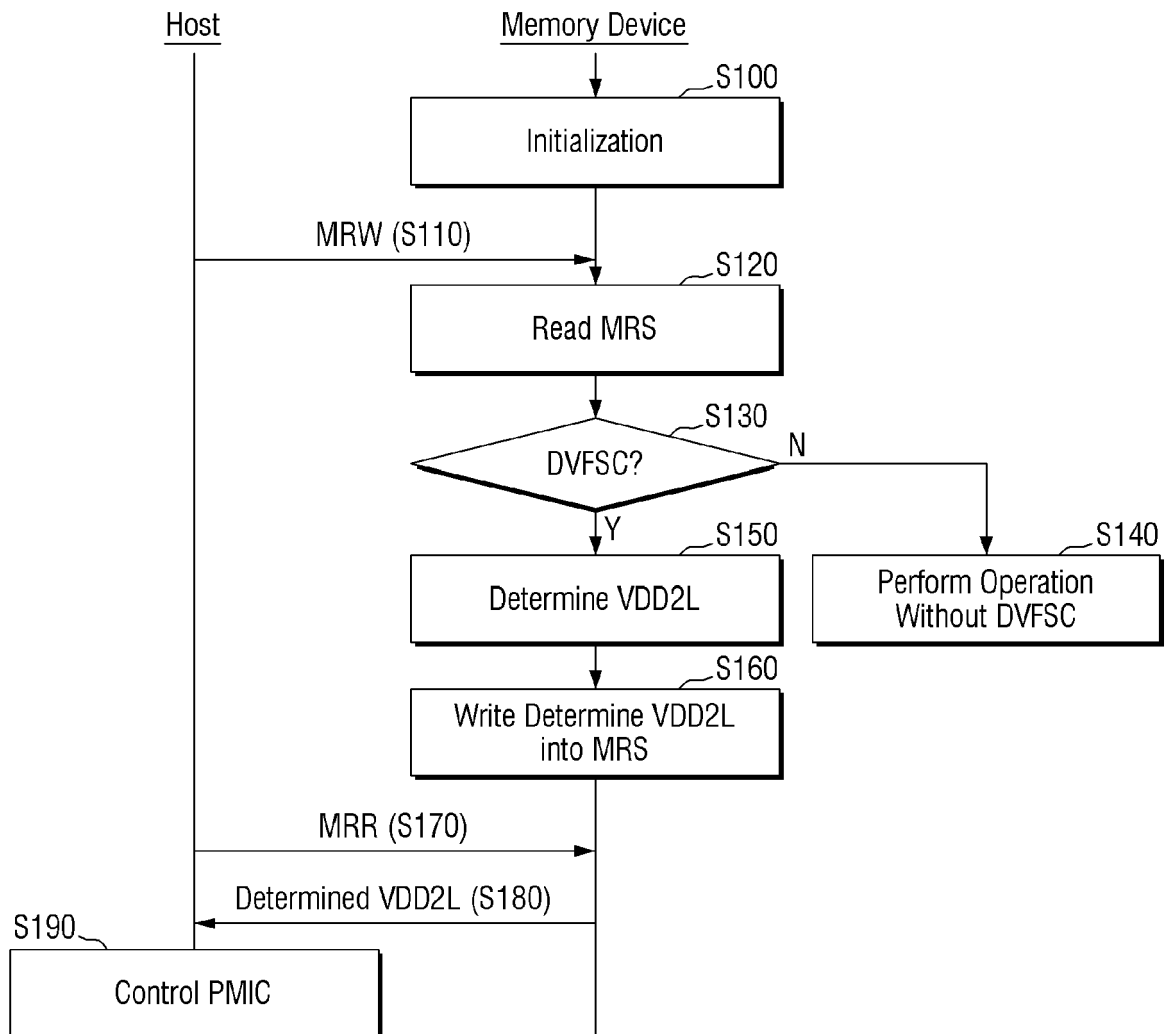 Host
Memory Device
S100
Initialization
MRW (S110)
S120
Read MRS
S130
DVFSC?
N
Y
S150
Determine VDD2L
S140
Perform Operation
Without DVFSC
S160
Write Determine VDD2L
into MRS
MRR (S170)
Determined VDD2L (S180)
S190
Control PMIC